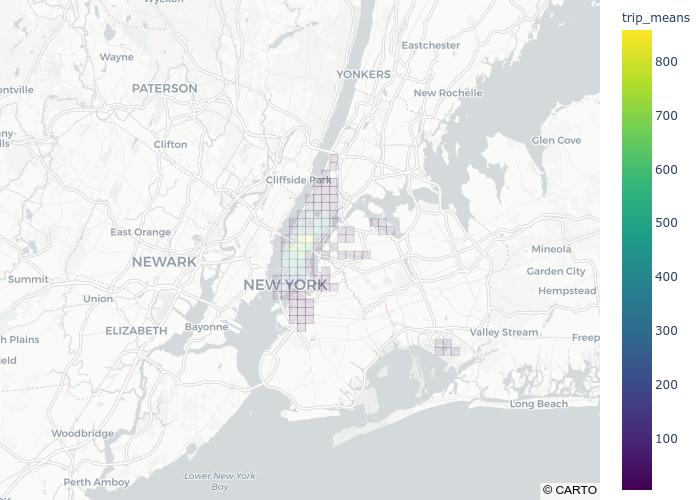 Wyckoff
trip_means
Eastchester
Wayne
800
YONKERS
PATERSON
New Rochelle
ontville
700
ny-
lls
Clifton
Glen Cove
600
Cliffside Park
500
East Orange
Mineola
NEWARK
Garden City
400
Summit
NEW YORK
Hempstead
Union
Bayonne
300
ELIZABETH
Valley Stream
Freep
h Plains
ield
200
Long Beach
Woodbridge
100
Lower New York
Bay
Perth Amboy
© CARTO